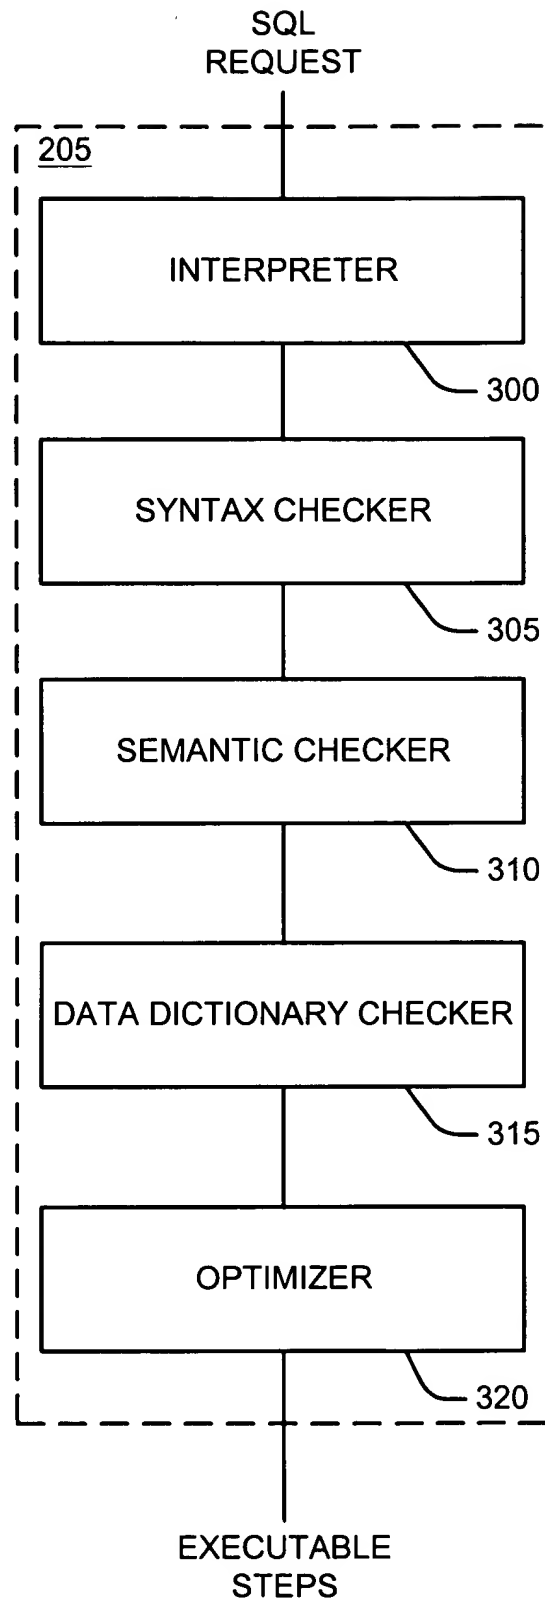 SQL
REQUEST
205
INTERPRETER
300
SYNTAX CHECKER
305
SEMANTIC CHECKER
310
DATA DICTIONARY CHECKER
315
OPTIMIZER
320
EXECUTABLE
STEPS